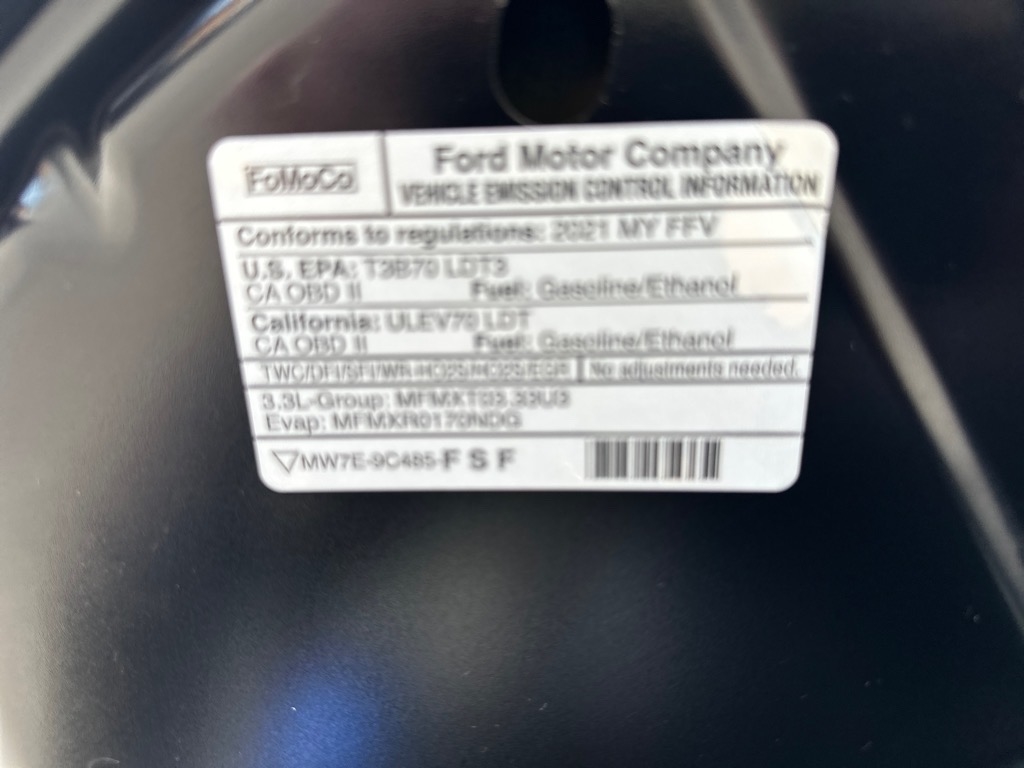 FoMoCo
Ford Motor Company
VEHICLE EMISSION CONTROL INFORMATION
Conforms to regulations: 2021 MY FFV
U.S. EPA: T3B70 LDT3
CA OBD II Fuel: Gasoline/Ethanol
California: ULEV70 LDT
CA OBD II Fuel: Gasoline/Ethanol
No adjustments needed.
3.3L-Group:
Evap: MFMXR0170NDG
MW7E-9C485-F S F